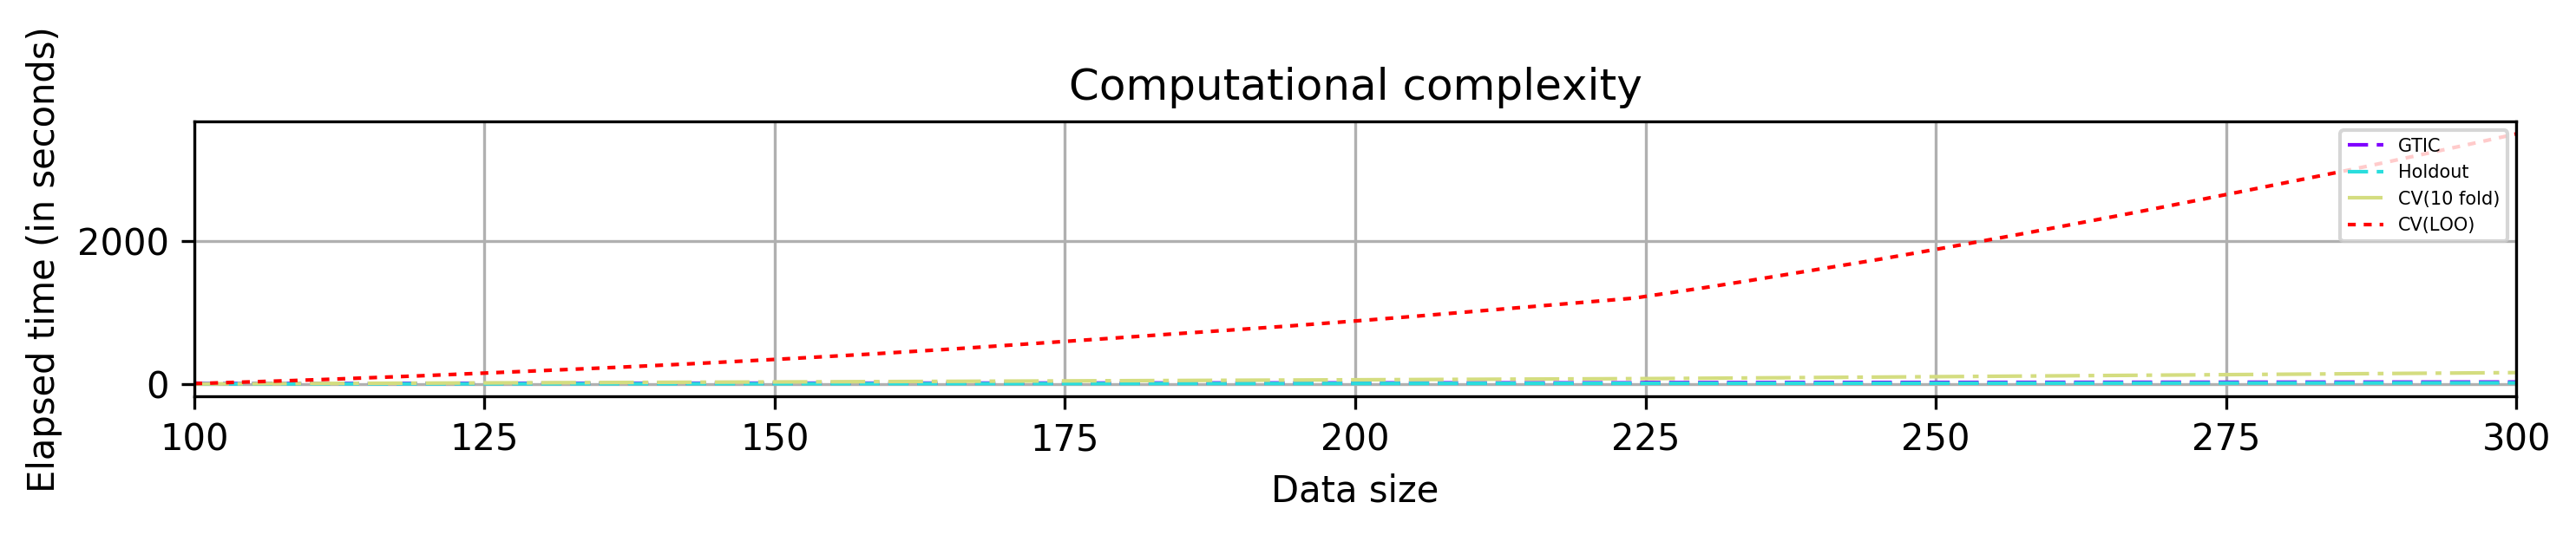 Computational complexity
Elapsed time (in seconds)
2000
0
GTIC
Holdout
CV(10 fold)
CV(LOO)
100 125 150 175 200 225 250 275 300
Data size